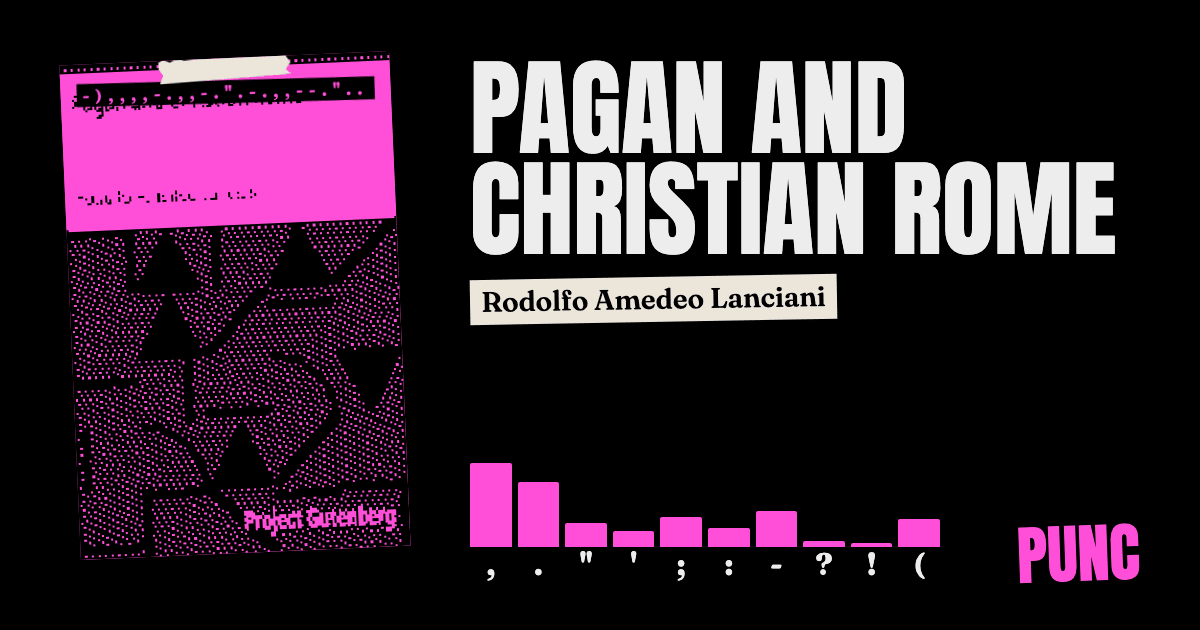 -),,,,-.,,-.",-.,,--."..
PAGAN AND
CHRISTIAN ROME
Rodolfo Amedeo Lanciani
Project Gutenberg
, . " ' ; : - ? ! (
PUNC